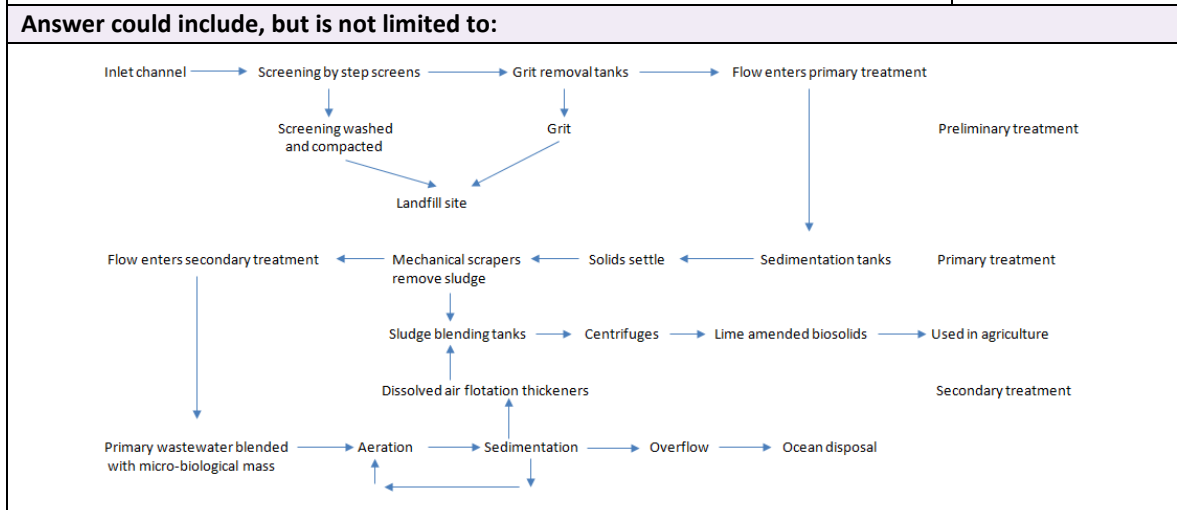 Answer could include, but is not limited to:
Inlet channel Screening by step screens Grit removal tanks Flow enters primary treatment
Screening washed
and compacted
Grit
Preliminary treatment
Landfill site
Flow enters secondary treatment
Mechanical scrapers
remove sludge
Solids settle
Sedimentation tanks
Primary treatment
Sludge blending tanks Centrifuges Lime amended biosolids Used in agriculture
Dissolved air flotation thickeners
Secondary treatment
Primary wastewater blended
with micro-biological mass
Aeration
Sedimentation
Overflow
Ocean disposal